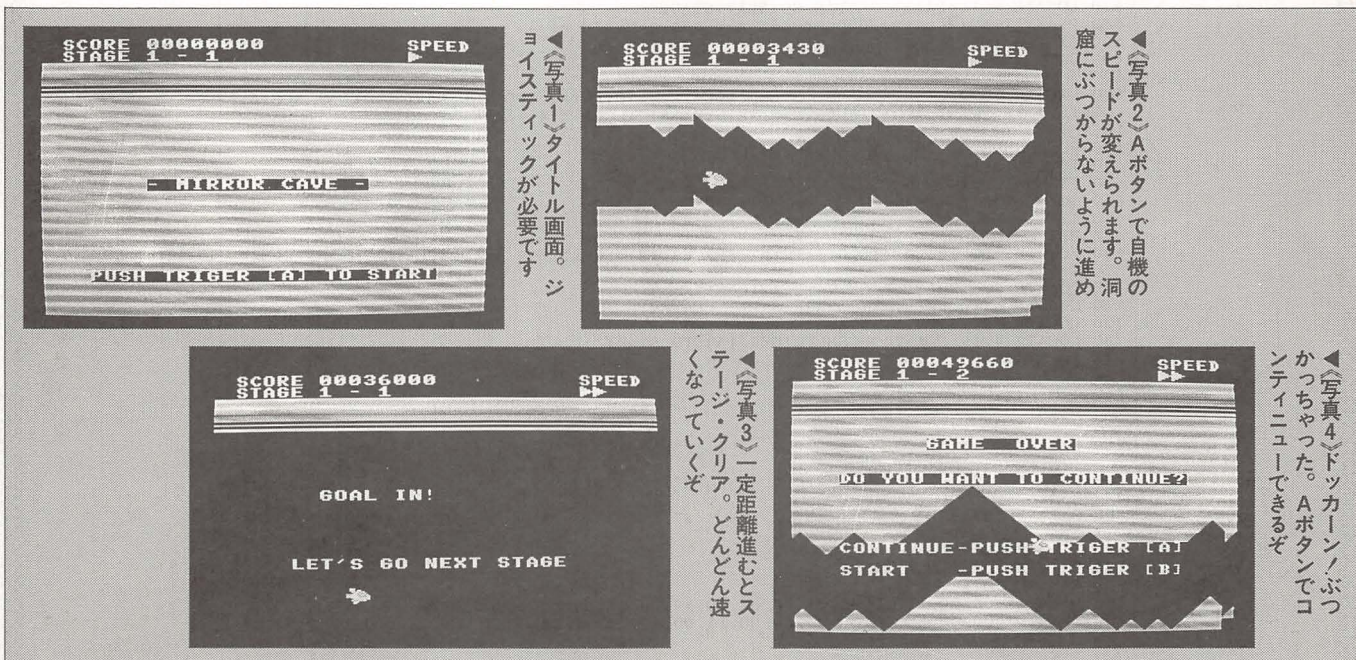 SCORE 00000000
SPEED
STAGE 1 - 1
- MIRROR CAVE -
PUSH TRIGER [A] TO START
◀《写真1》タイトル画面。ジ
ョイスティックが必要です
SCORE 00003430
SPEED
STAGE 1 - 1
◀《写真2》Aボタンで自機の
スピードが変えられます。洞
窟にぶつからないように進め
SCORE 00036000
SPEED
STAGE 1 - 1
GOAL IN!
LET'S GO NEXT STAGE
◀《写真3》一定距離進むとス
テージ・クリア。どんどん速
くなっていくぞ
SCORE 00049660
SPEED
STAGE 1 - 2
GAME OVER
DO YOU WANT TO CONTINUE?
CONTINUE-PUSH TRIGER [A]
START -PUSH TRIGER [B]
◀《写真4》ドッカーン!ぶつ
かっちゃった。Aボタンでコ
ンティニューできるぞ